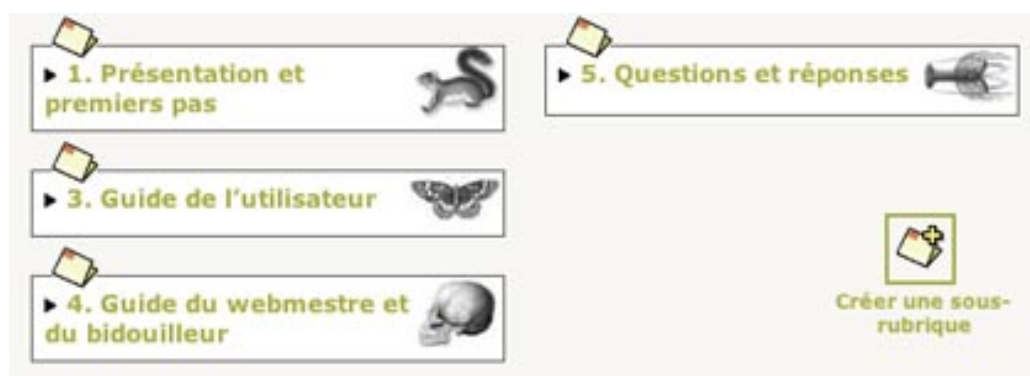 1. Présentation et
premiers pas
3. Guide de l’utilisateur
4. Guide du webmestre et
du bidouilleur
5. Questions et réponses
Créer une sous-
rubrique